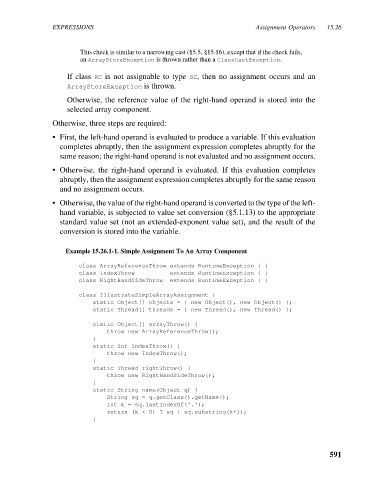 EXPRESSIONS Assignment Operators 15.26
This check is similar to a narrowing cast (§5.5, §15.16), except that if the check fails,
an ArrayStoreException is thrown rather than a ClassCastException.
If class RC is not assignable to type SC, then no assignment occurs and an
ArrayStoreException is thrown.
Otherwise, the reference value of the right-hand operand is stored into the
selected array component.
Otherwise, three steps are required:
• First, the left-hand operand is evaluated to produce a variable. If this evaluation
completes abruptly, then the assignment expression completes abruptly for the
same reason; the right-hand operand is not evaluated and no assignment occurs.
• Otherwise, the right-hand operand is evaluated. If this evaluation completes
abruptly, then the assignment expression completes abruptly for the same reason
and no assignment occurs.
• Otherwise, the value of the right-hand operand is converted to the type of the left-
hand variable, is subjected to value set conversion (§5.1.13) to the appropriate
standard value set (not an extended-exponent value set), and the result of the
conversion is stored into the variable.
Example 15.26.1-1. Simple Assignment To An Array Component
class ArrayReferenceThrow extends RuntimeException { }
class IndexThrow extends RuntimeException { }
class RightHandSideThrow extends RuntimeException { }
class IllustrateSimpleArrayAssignment {
static Object[] objects = { new Object(), new Object() };
static Thread[] threads = { new Thread(), new Thread() };
static Object[] arrayThrow() {
throw new ArrayReferenceThrow();
}
static int indexThrow() {
throw new IndexThrow();
}
static Thread rightThrow() {
throw new RightHandSideThrow();
}
static String name(Object q) {
String sq = q.getClass().getName();
int k = sq.lastIndexOf('.');
return (k < 0) ? sq : sq.substring(k+1);
}
591